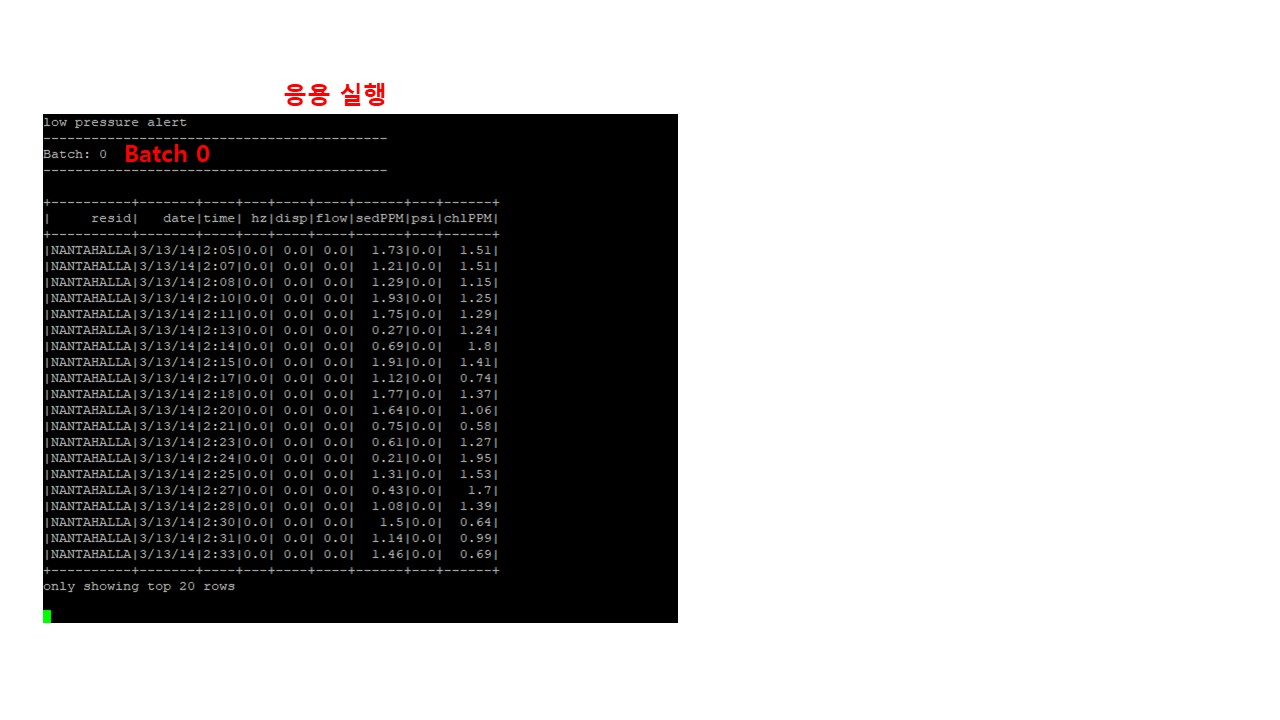 응용 실행
low pressure alert
-------------------------------------------
Batch: 0 Batch 0
-------------------------------------------
+----------+-------+----+---+----+----+------+---+------+
|     resid|   date|time| hz|disp|flow|sedPPM|psi|chlPPM|
+----------+-------+----+---+----+----+------+---+------+
|NANTAHALLA|3/13/14|2:05|0.0| 0.0| 0.0|  1.73|0.0|  1.51|
|NANTAHALLA|3/13/14|2:07|0.0| 0.0| 0.0|  1.21|0.0|  1.51|
|NANTAHALLA|3/13/14|2:08|0.0| 0.0| 0.0|  1.29|0.0|  1.15|
|NANTAHALLA|3/13/14|2:10|0.0| 0.0| 0.0|  1.93|0.0|  1.25|
|NANTAHALLA|3/13/14|2:11|0.0| 0.0| 0.0|  1.75|0.0|  1.29|
|NANTAHALLA|3/13/14|2:13|0.0| 0.0| 0.0|  0.27|0.0|  1.24|
|NANTAHALLA|3/13/14|2:14|0.0| 0.0| 0.0|  0.69|0.0|   1.8|
|NANTAHALLA|3/13/14|2:15|0.0| 0.0| 0.0|  1.91|0.0|  1.41|
|NANTAHALLA|3/13/14|2:17|0.0| 0.0| 0.0|  1.12|0.0|  0.74|
|NANTAHALLA|3/13/14|2:18|0.0| 0.0| 0.0|  1.77|0.0|  1.37|
|NANTAHALLA|3/13/14|2:20|0.0| 0.0| 0.0|  1.64|0.0|  1.06|
|NANTAHALLA|3/13/14|2:21|0.0| 0.0| 0.0|  0.75|0.0|  0.58|
|NANTAHALLA|3/13/14|2:23|0.0| 0.0| 0.0|  0.61|0.0|  1.27|
|NANTAHALLA|3/13/14|2:24|0.0| 0.0| 0.0|  0.21|0.0|  1.95|
|NANTAHALLA|3/13/14|2:25|0.0| 0.0| 0.0|  1.31|0.0|  1.53|
|NANTAHALLA|3/13/14|2:27|0.0| 0.0| 0.0|  0.43|0.0|   1.7|
|NANTAHALLA|3/13/14|2:28|0.0| 0.0| 0.0|  1.08|0.0|  1.39|
|NANTAHALLA|3/13/14|2:30|0.0| 0.0| 0.0|   1.5|0.0|  0.64|
|NANTAHALLA|3/13/14|2:31|0.0| 0.0| 0.0|  1.14|0.0|  0.99|
|NANTAHALLA|3/13/14|2:33|0.0| 0.0| 0.0|  1.46|0.0|  0.69|
+----------+-------+----+---+----+----+------+---+------+
only showing top 20 rows